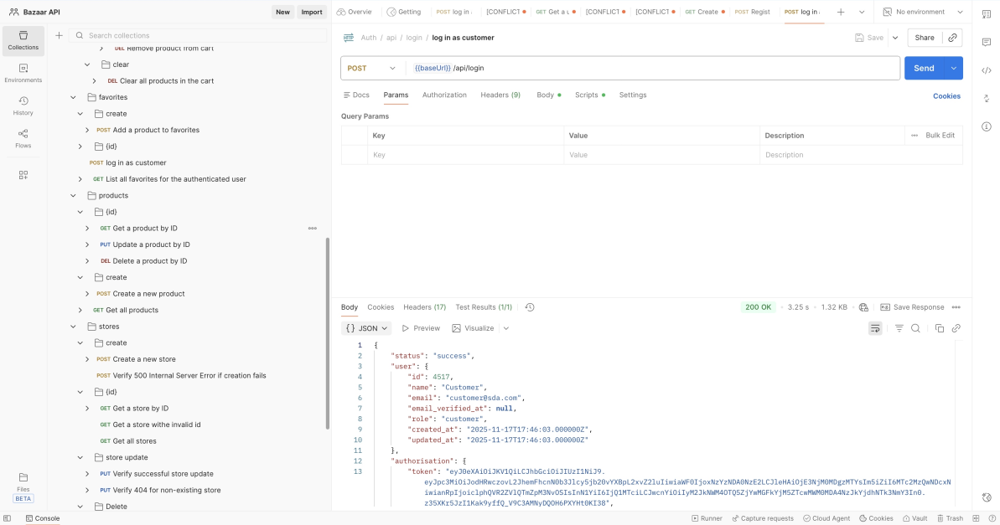 Bazaar API
New
Import
Overvie
Getting
POST log in
[CONFLICT
GET Get a u
[CONFLICT
[CONFLICT
GET Create
POST Regist
POST log in
No environment
Collections
Environments
History
Flows
Files
BETA
Search collections
DEL Remove product from cart
clear
DEL Clear all products in the cart
favorites
create
POST Add a product to favorites
{id}
POST log in as customer
GET List all favorites for the authenticated user
products
{id}
GET Get a product by ID
PUT Update a product by ID
DEL Delete a product by ID
create
POST Create a new product
GET Get all products
stores
create
POST Create a new store
POST Verify 500 Internal Server Error if creation fails
{id}
GET Get a store by ID
GET Get a store withe invalid id
GET Get all stores
store update
PUT Verify successful store update
PUT Verify 404 for non-existing store
Delete
HTTP Auth / api / login / log in as customer
Save
Share
POST {{baseUrl}} /api/login
Send
Docs Params Authorization Headers (9) Body Scripts Settings
Cookies
Query Params
Key Value Description
Bulk Edit
Key Value Description
Body Cookies Headers (17) Test Results (1/1)
200 OK · 3.25 s · 1.32 KB
Save Response
{} JSON Preview Visualize
1 {
2 "status": "success",
3 "user": {
4 "id": 4517,
5 "name": "Customer",
6 "email": "customer@sda.com",
7 "email_verified_at": null,
8 "role": "customer",
9 "created_at": "2025-11-17T17:46:03.000000Z",
10 "updated_at": "2025-11-17T17:46:03.000000Z"
11 },
12 "authorisation": {
13 "token": "eyJ0eXAiOiJKV1QiLCJhbGciOiJIUzI1NiJ9.
Console
Runner
Capture requests
Cloud Agent
Cookies
Vault
Trash